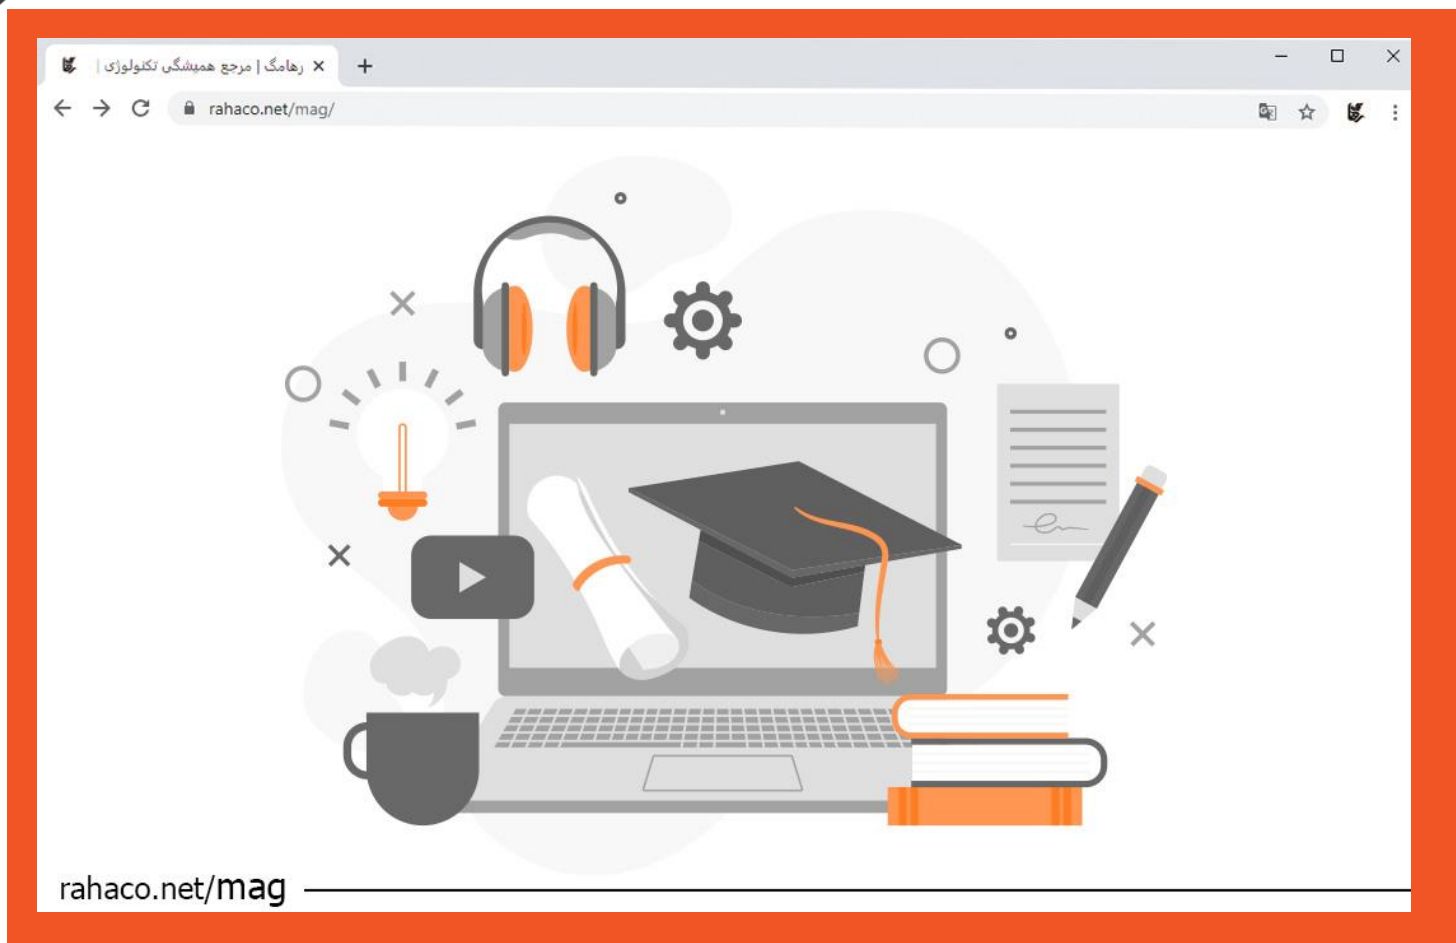 رهامگ | مرجع همیشگی تکنولوژی |
rahaco.net/mag/
rahaco.net/mag